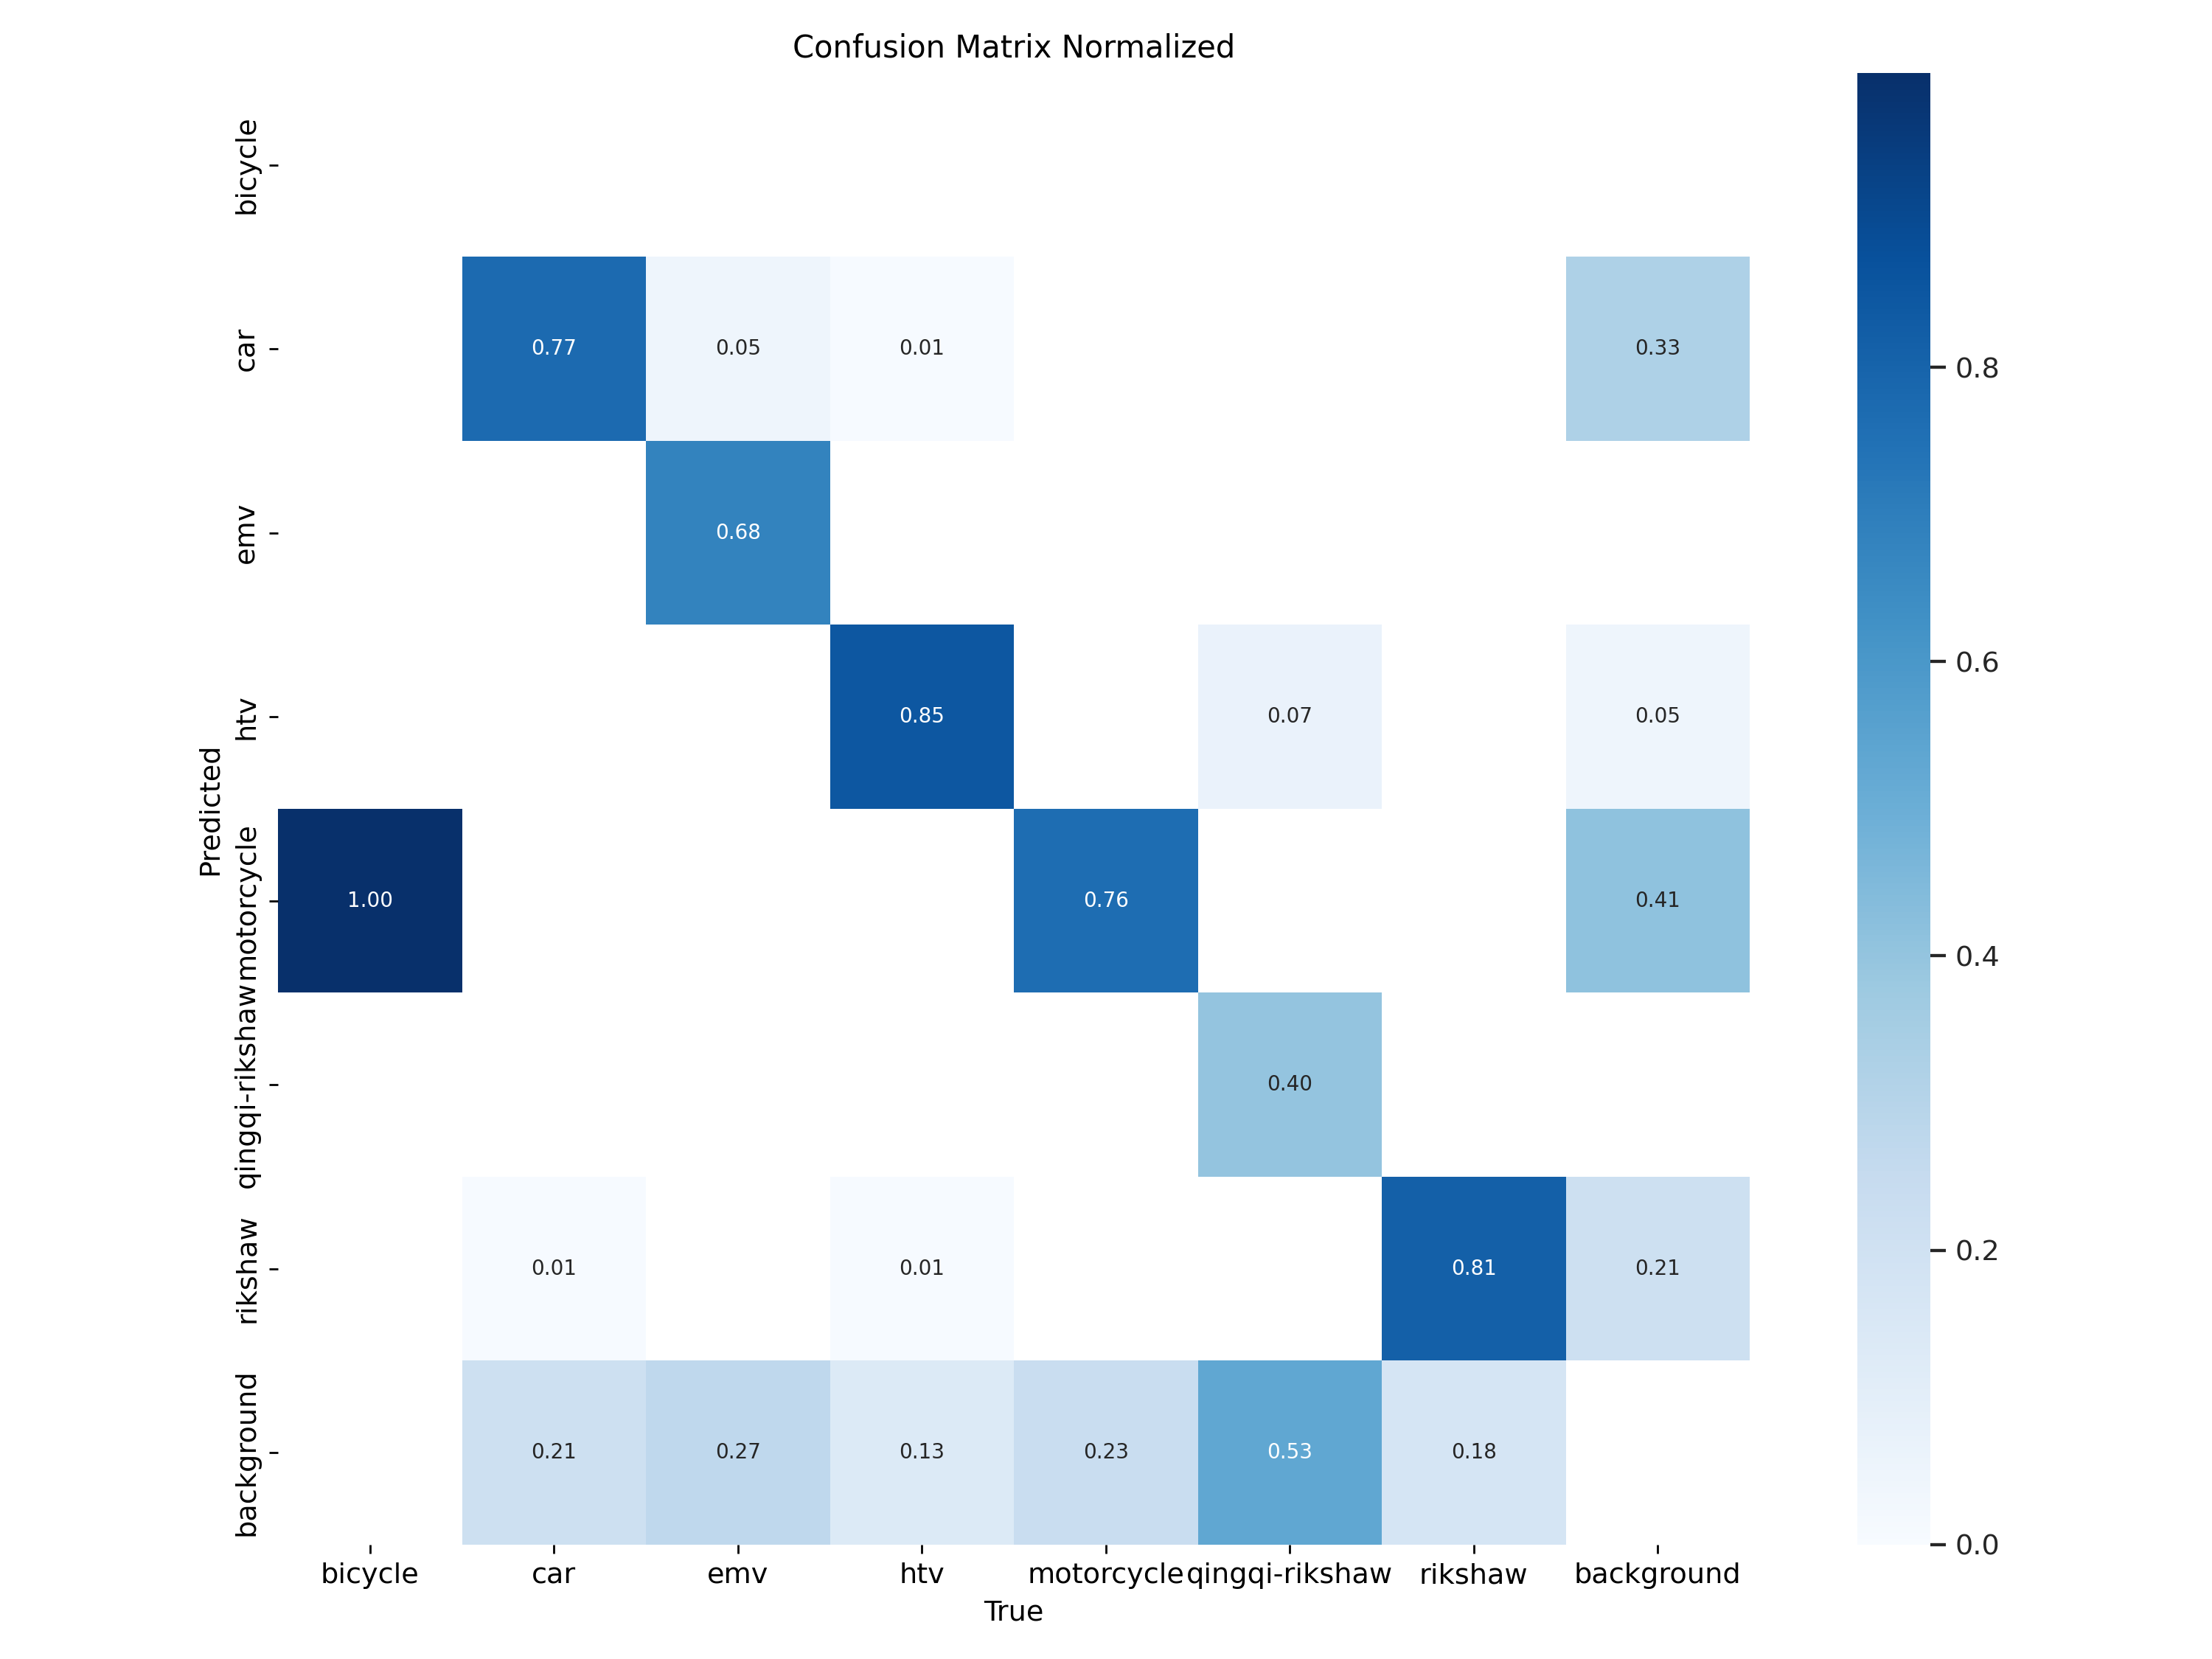 Confusion Matrix Normalized
bicycle
car
0.77 0.05 0.01 0.33
0.8
emv
0.68
0.6
htv
0.85 0.07 0.05
Predicted
motorcycle
1.00 0.76 0.41
0.4
qingqi-rikshaw
0.40
rikshaw
0.01 0.01 0.81 0.21
0.2
background
0.21 0.27 0.13 0.23 0.53 0.18
0.0
bicycle car emv htv motorcycle qingqi-rikshaw rikshaw background
True